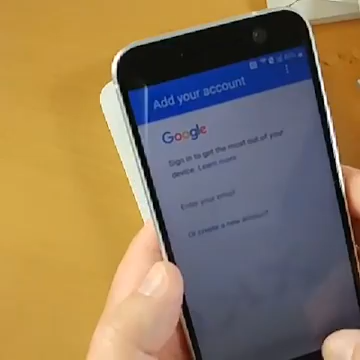 Add your account
Google
Sign in to get the most out of your
device. Learn more
Enter your email
Or create a new account